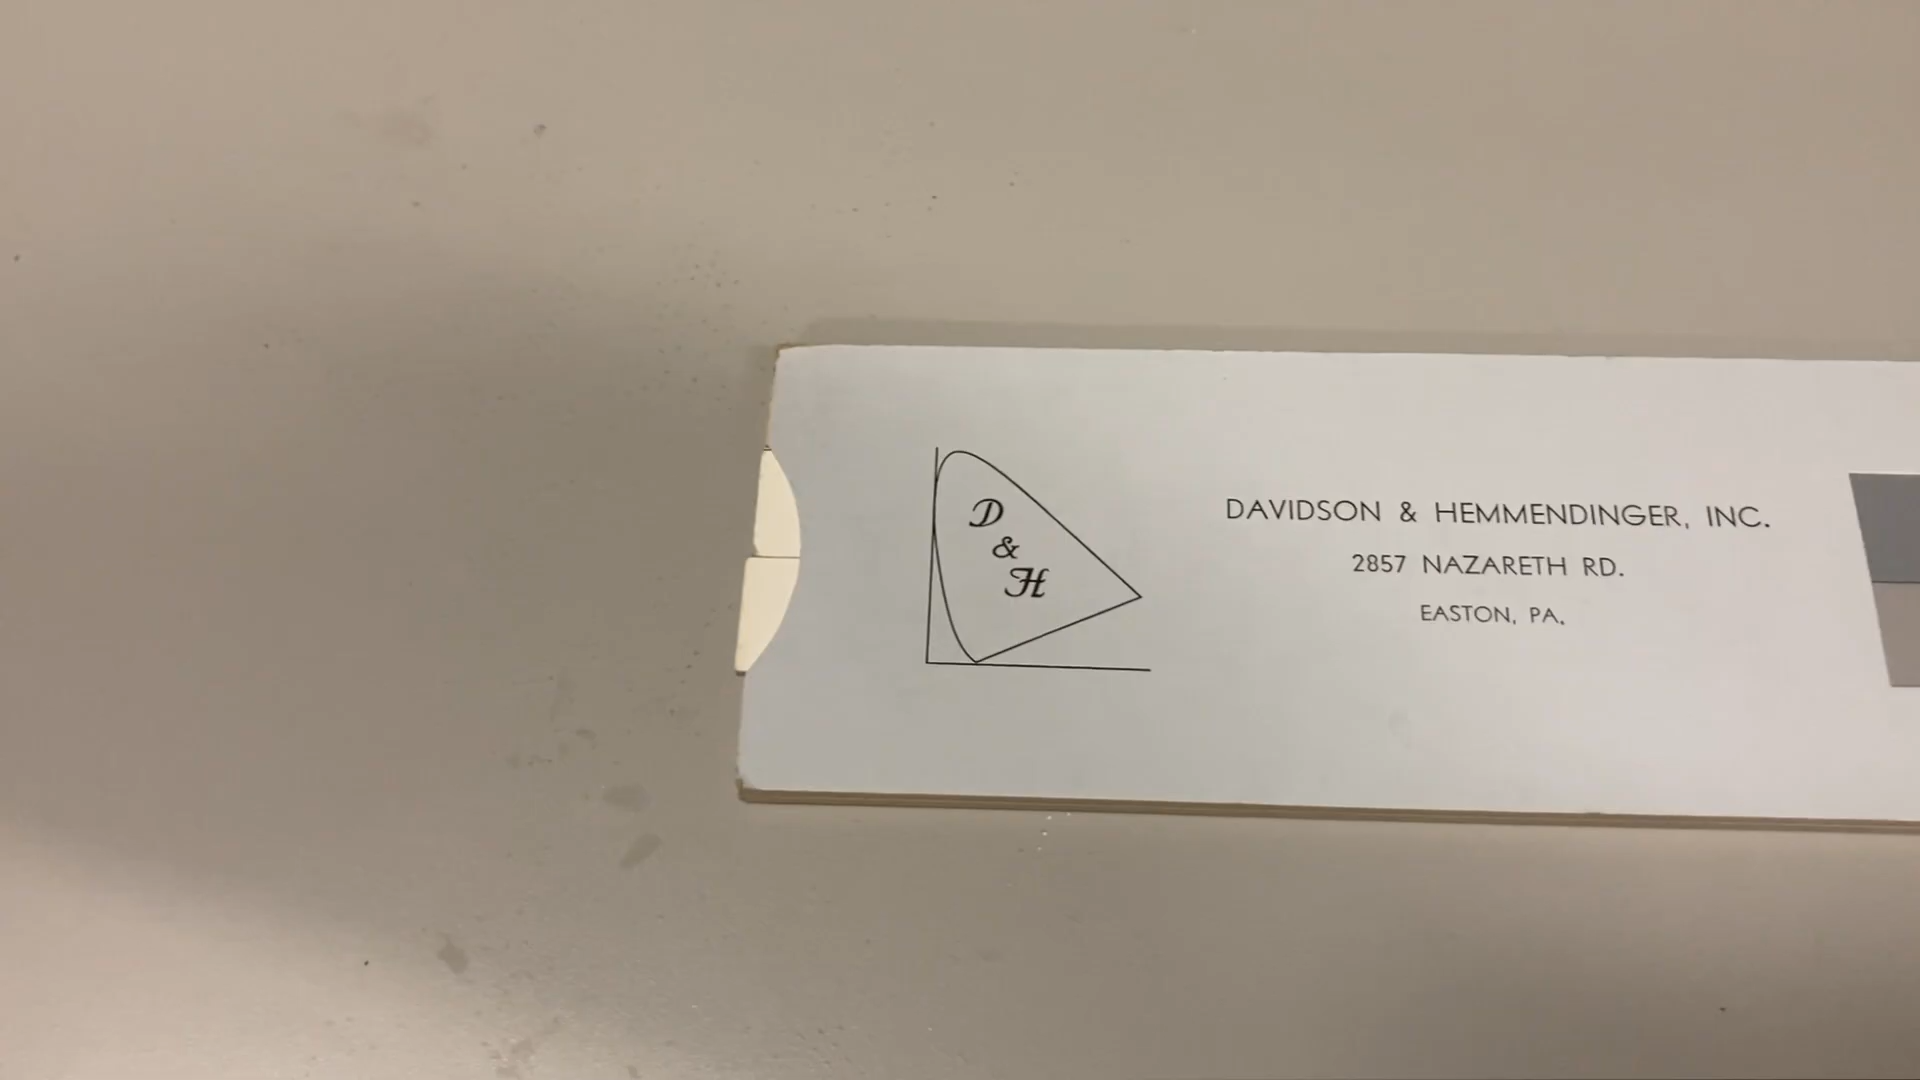 D
&
H
DAVIDSON & HEMMENDINGER, INC.
2857 NAZARETH RD.
EASTON, PA.